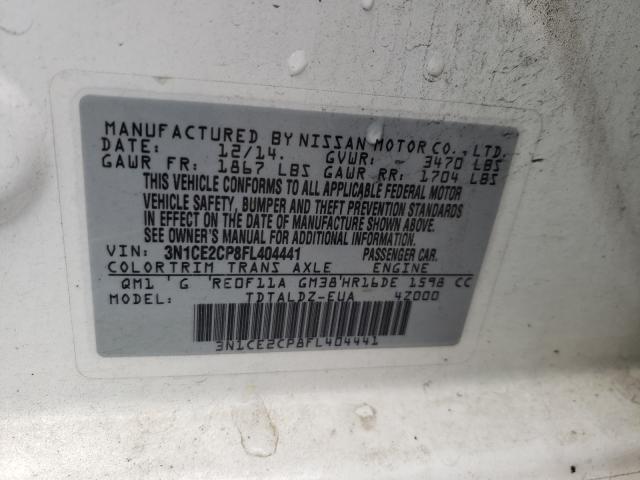 MANUFACTURED BY NISSAN MOTOR CO., LTD.
DATE: 12/14. GVWR: - 3470 LBS
GAWR FR: 1867 LBS GAWR RR: 1704 LBS
THIS VEHICLE CONFORMS TO ALL APPLICABLE FEDERAL MOTOR
VEHICLE SAFETY, BUMPER AND THEFT PREVENTION STANDARDS
IN EFFECT ON THE DATE OF MANUFACTURE SHOWN ABOVE.
SEE OWNER'S MANUAL FOR ADDITIONAL INFORMATION.
VIN: 3N1CE2CP8FL404441 PASSENGER CAR.
COLOR TRIM TRANS AXLE ENGINE
QM1 ' G 'RE0F11A GM38'HR16DE 1598 CC
MODEL: TDTALDZ-EUA 4Z000
3N1CE2CP8FL404441